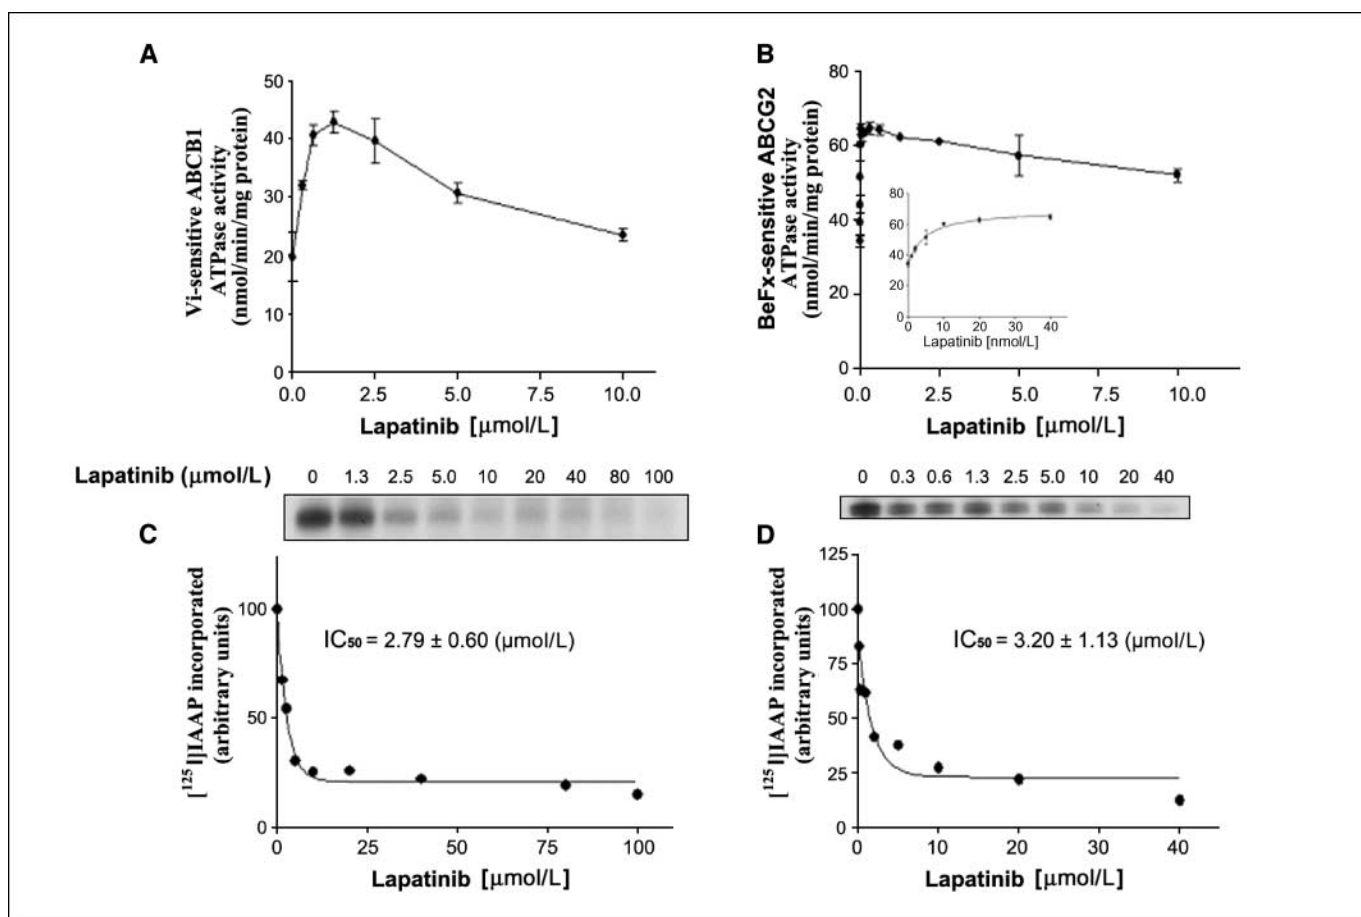 A
Vi-sensitive ABCB1
ATPase activity
(nmol/min/mg protein)
50
40
30
20
10
0
0.0 2.5 5.0 7.5 10.0
Lapatinib [μmol/L]
B
BeFx-sensitive ABCG2
ATPase activity
(nmol/min/mg protein)
80
60
40
20
0
80
60
40
20
0
0 10 20 30 40
Lapatinib [nmol/L]
0.0 2.5 5.0 7.5 10.0
Lapatinib [μmol/L]
Lapatinib (μmol/L) 0 1.3 2.5 5.0 10 20 40 80 100
0 0.3 0.6 1.3 2.5 5.0 10 20 40
C
[¹²⁵I]IAAP incorporated
(arbitrary units)
100
50
0
IC₅₀ = 2.79 ± 0.60 (μmol/L)
0 25 50 75 100
Lapatinib [μmol/L]
D
[¹²⁵I]IAAP incorporated
(arbitrary units)
125
100
75
50
25
0
IC₅₀ = 3.20 ± 1.13 (μmol/L)
0 10 20 30 40
Lapatinib [μmol/L]